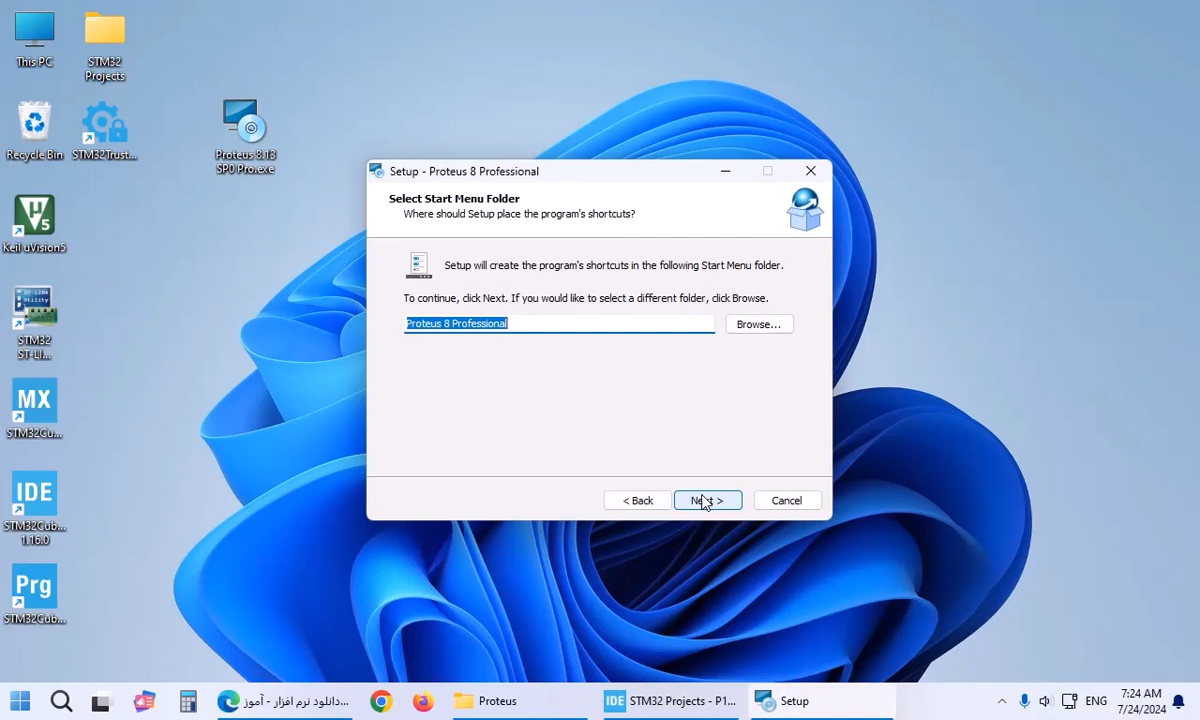 This PC
STM32
Projects
Recycle Bin
STM32Trust...
Proteus 8.13
SP0 Pro.exe
Keil uVision5
STM32
ST-LI...
MX
STM32Cu...
IDE
STM32Cub...
1.16.0
Prg
STM32Cub...
Setup - Proteus 8 Professional
Select Start Menu Folder
Where should Setup place the program's shortcuts?
Setup will create the program's shortcuts in the following Start Menu folder.
To continue, click Next. If you would like to select a different folder, click Browse.
Proteus 8 Professional
Browse...
< Back
Next >
Cancel
دانلود نرم افزار - آموز...
Proteus
IDE
STM32 Projects - P1...
Setup
ENG
7:24 AM
7/24/2024